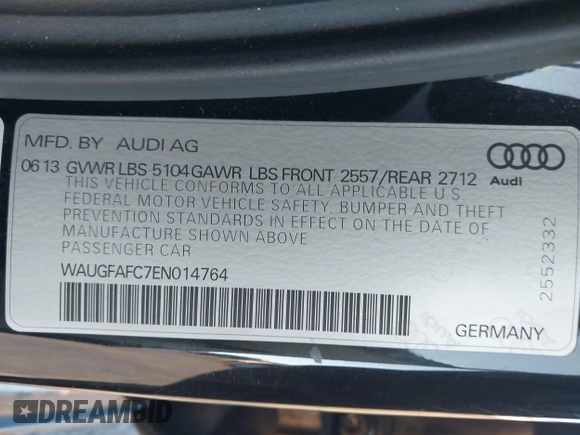 MFD. BY AUDI AG
06 13 GVWR LBS 5104 GAWR LBS FRONT 2557/REAR 2712
THIS VEHICLE CONFORMS TO ALL APPLICABLE U S
FEDERAL MOTOR VEHICLE SAFETY, BUMPER AND THEFT
PREVENTION STANDARDS IN EFFECT ON THE DATE OF
MANUFACTURE SHOWN ABOVE
PASSENGER CAR
WAUGFAFC7EN014764
Audi
2552332
GERMANY
DREAMBID